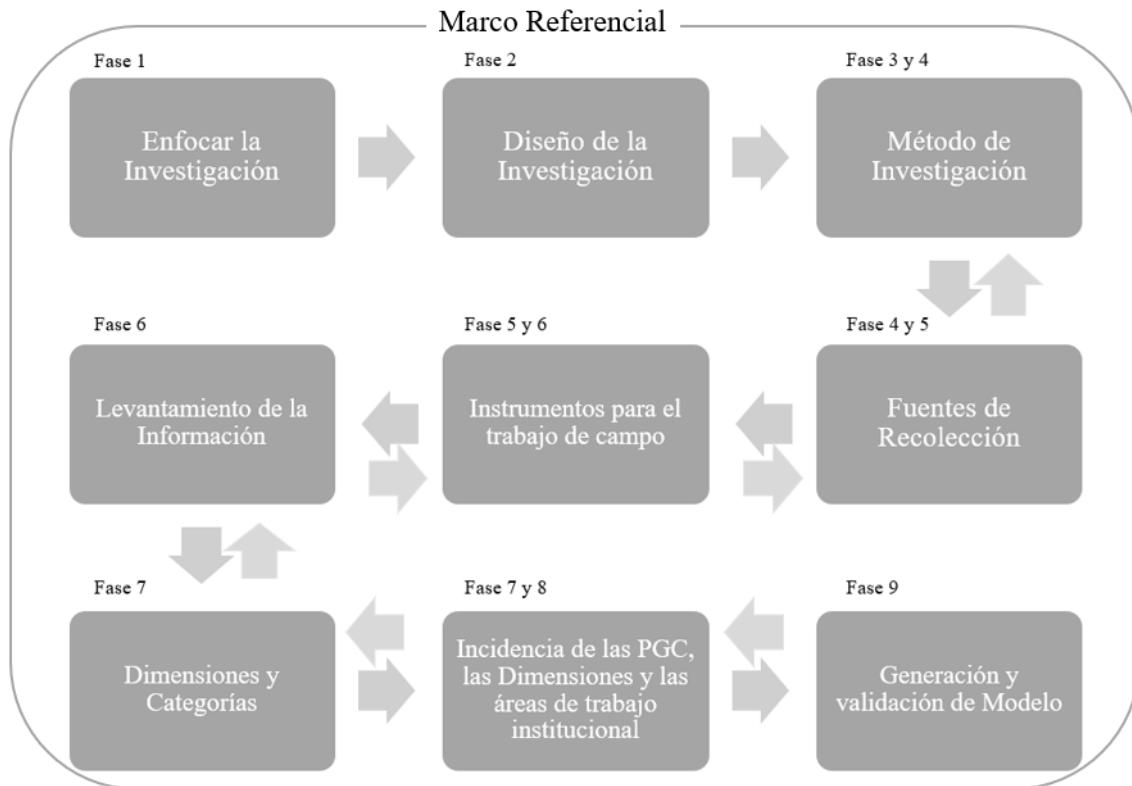 Marco Referencial
Fase 1
Enfocar la
Investigación
Fase 2
Diseño de la
Investigación
Fase 3 y 4
Método de
Investigación
Fase 4 y 5
Fuentes de
Recolección
Fase 5 y 6
Instrumentos para el
trabajo de campo
Fase 6
Levantamiento de la
Información
Fase 7
Dimensiones y
Categorías
Fase 7 y 8
Incidencia de las PGC,
las Dimensiones y las
áreas de trabajo
institucional
Fase 9
Generación y
validación de Modelo